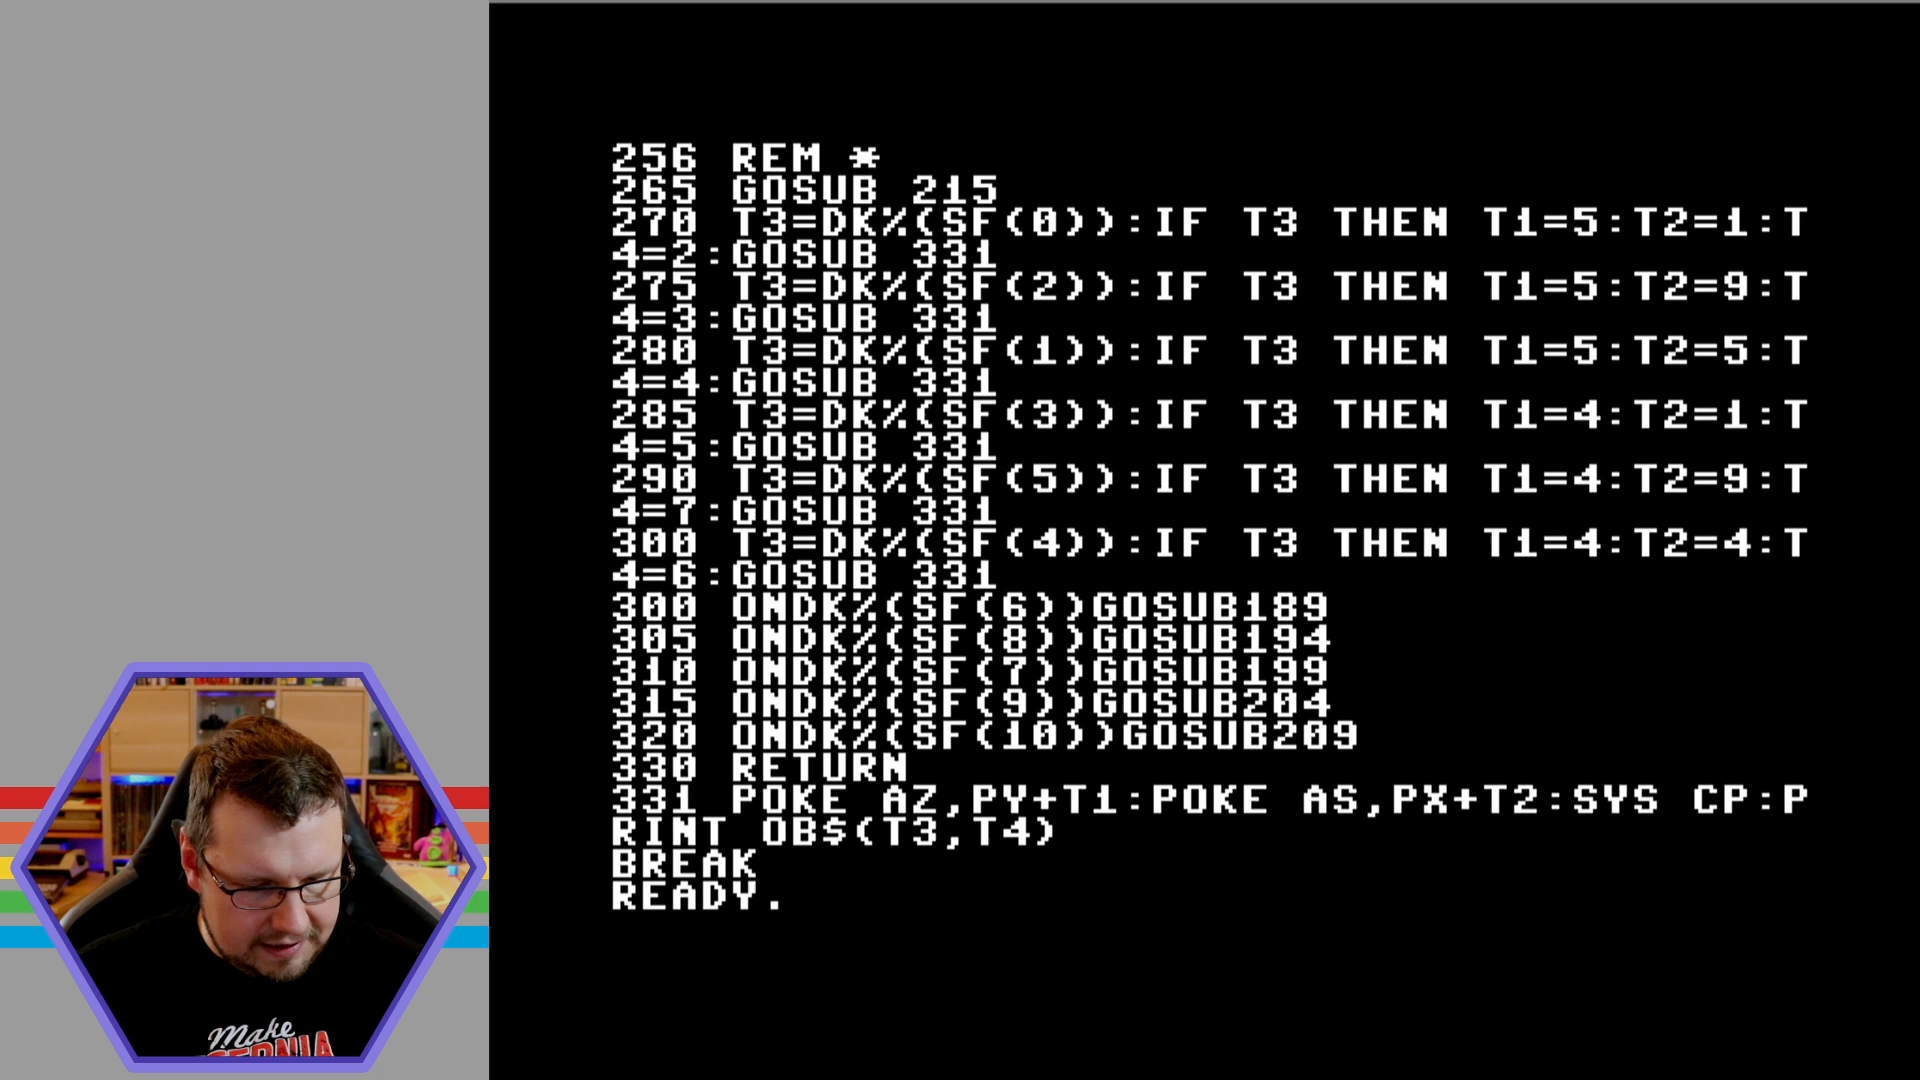 256 REM *
265 GOSUB 215
270 T3=DK%(SF(0)):IF T3 THEN T1=5:T2=1:T
4=2:GOSUB 331
275 T3=DK%(SF(2)):IF T3 THEN T1=5:T2=9:T
4=3:GOSUB 331
280 T3=DK%(SF(1)):IF T3 THEN T1=5:T2=5:T
4=4:GOSUB 331
285 T3=DK%(SF(3)):IF T3 THEN T1=4:T2=1:T
4=5:GOSUB 331
290 T3=DK%(SF(5)):IF T3 THEN T1=4:T2=9:T
4=7:GOSUB 331
300 T3=DK%(SF(4)):IF T3 THEN T1=4:T2=4:T
4=6:GOSUB 331
300 ONDK%(SF(6))GOSUB189
305 ONDK%(SF(8))GOSUB194
310 ONDK%(SF(7))GOSUB199
315 ONDK%(SF(9))GOSUB204
320 ONDK%(SF(10))GOSUB209
330 RETURN
331 POKE AZ,PY+T1:POKE AS,PX+T2:SYS CP:P
RINT OB$(T3,T4)
BREAK
READY.
Make